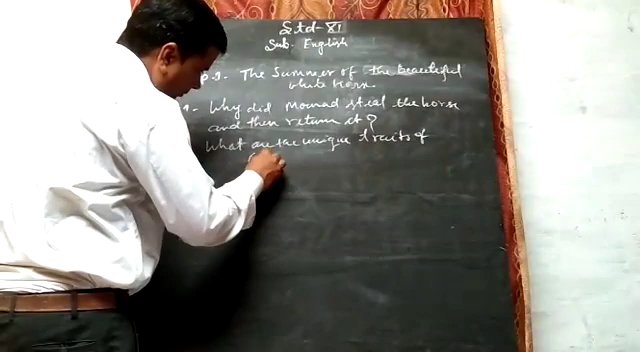 Std-XI
Sub- English
p.I- The Summer of the beautiful
white Horse
1. Why did Mourad steal the horse
and then return it?
What are the unique traits of